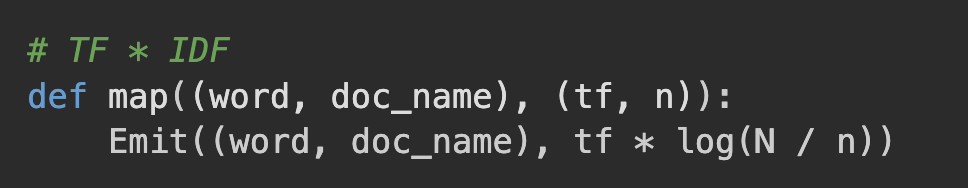 # TF * IDF
def map((word, doc_name), (tf, n)):
    Emit((word, doc_name), tf * log(N / n))